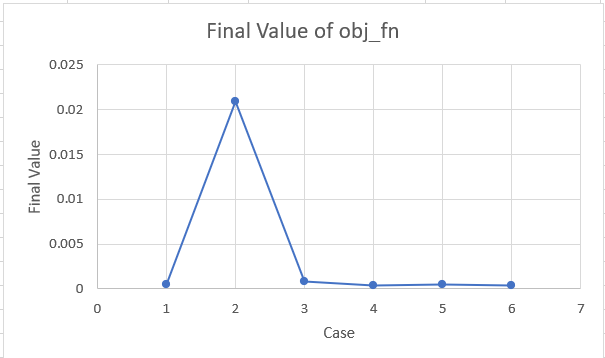 Final Value of obj_fn
0.025
0.02
0.015
0.01
0.005
0
Final Value
0 1 2 3 4 5 6 7
Case